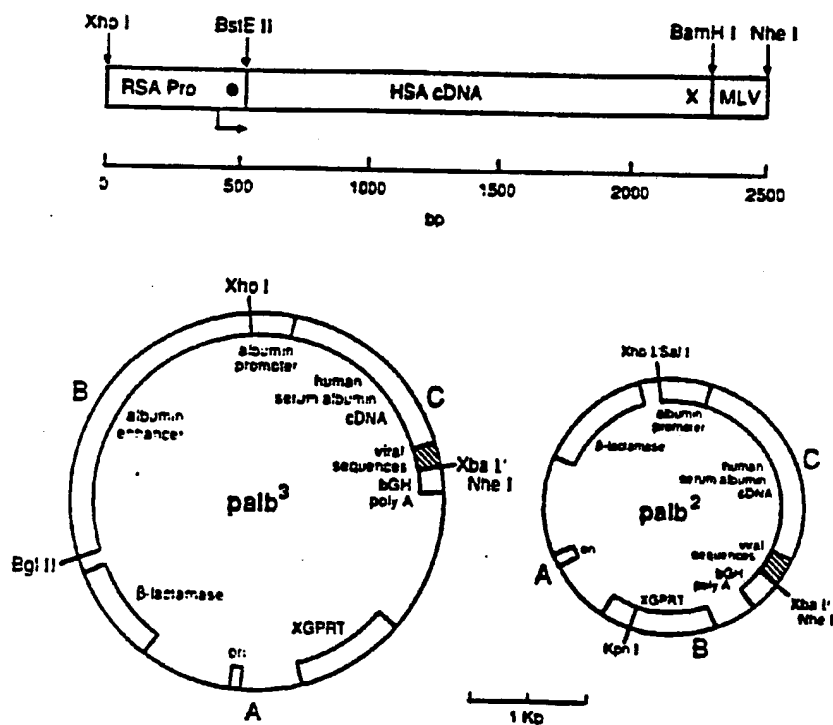 Xho I
BstE II
BamH I Nhe I
RSA Pro
HSA cDNA
X
MLV
0 500 1000 1500 2000 2500
bp
Xho I
albumin
promoter
B
human
serum albumin
cDNA
C
albumin
enhancer
viral
sequences
bGH
poly A
Xba I'
Nhe I
palb³
Bgl II
β-lactamase
XGPRT
ori
A
Xho I'Sal I
albumin
promoter
β-lactamase
C
human
serum albumin
cDNA
palb²
viral
sequences
bGH
poly A
ori
A
XGPRT
Xba I'
Nhe I
Kpn I
B
1 Kp